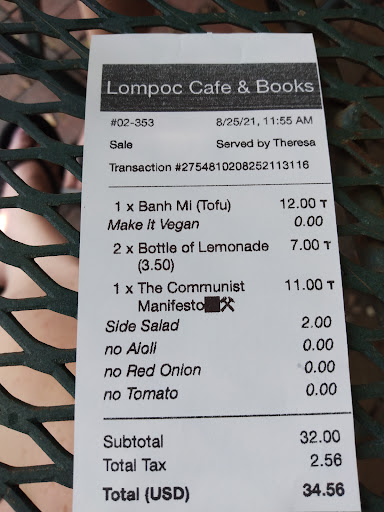 Lompoc Cafe & Books
#02-353 8/25/21, 11:55 AM
Sale Served by Theresa
Transaction #2754810208252113116
1 x Banh Mi (Tofu) 12.00 T
Make It Vegan 0.00
2 x Bottle of Lemonade 7.00 T
(3.50)
1 x The Communist 11.00 T
Manifesto■⚒
Side Salad 2.00
no Aioli 0.00
no Red Onion 0.00
no Tomato 0.00
Subtotal 32.00
Total Tax 2.56
Total (USD) 34.56